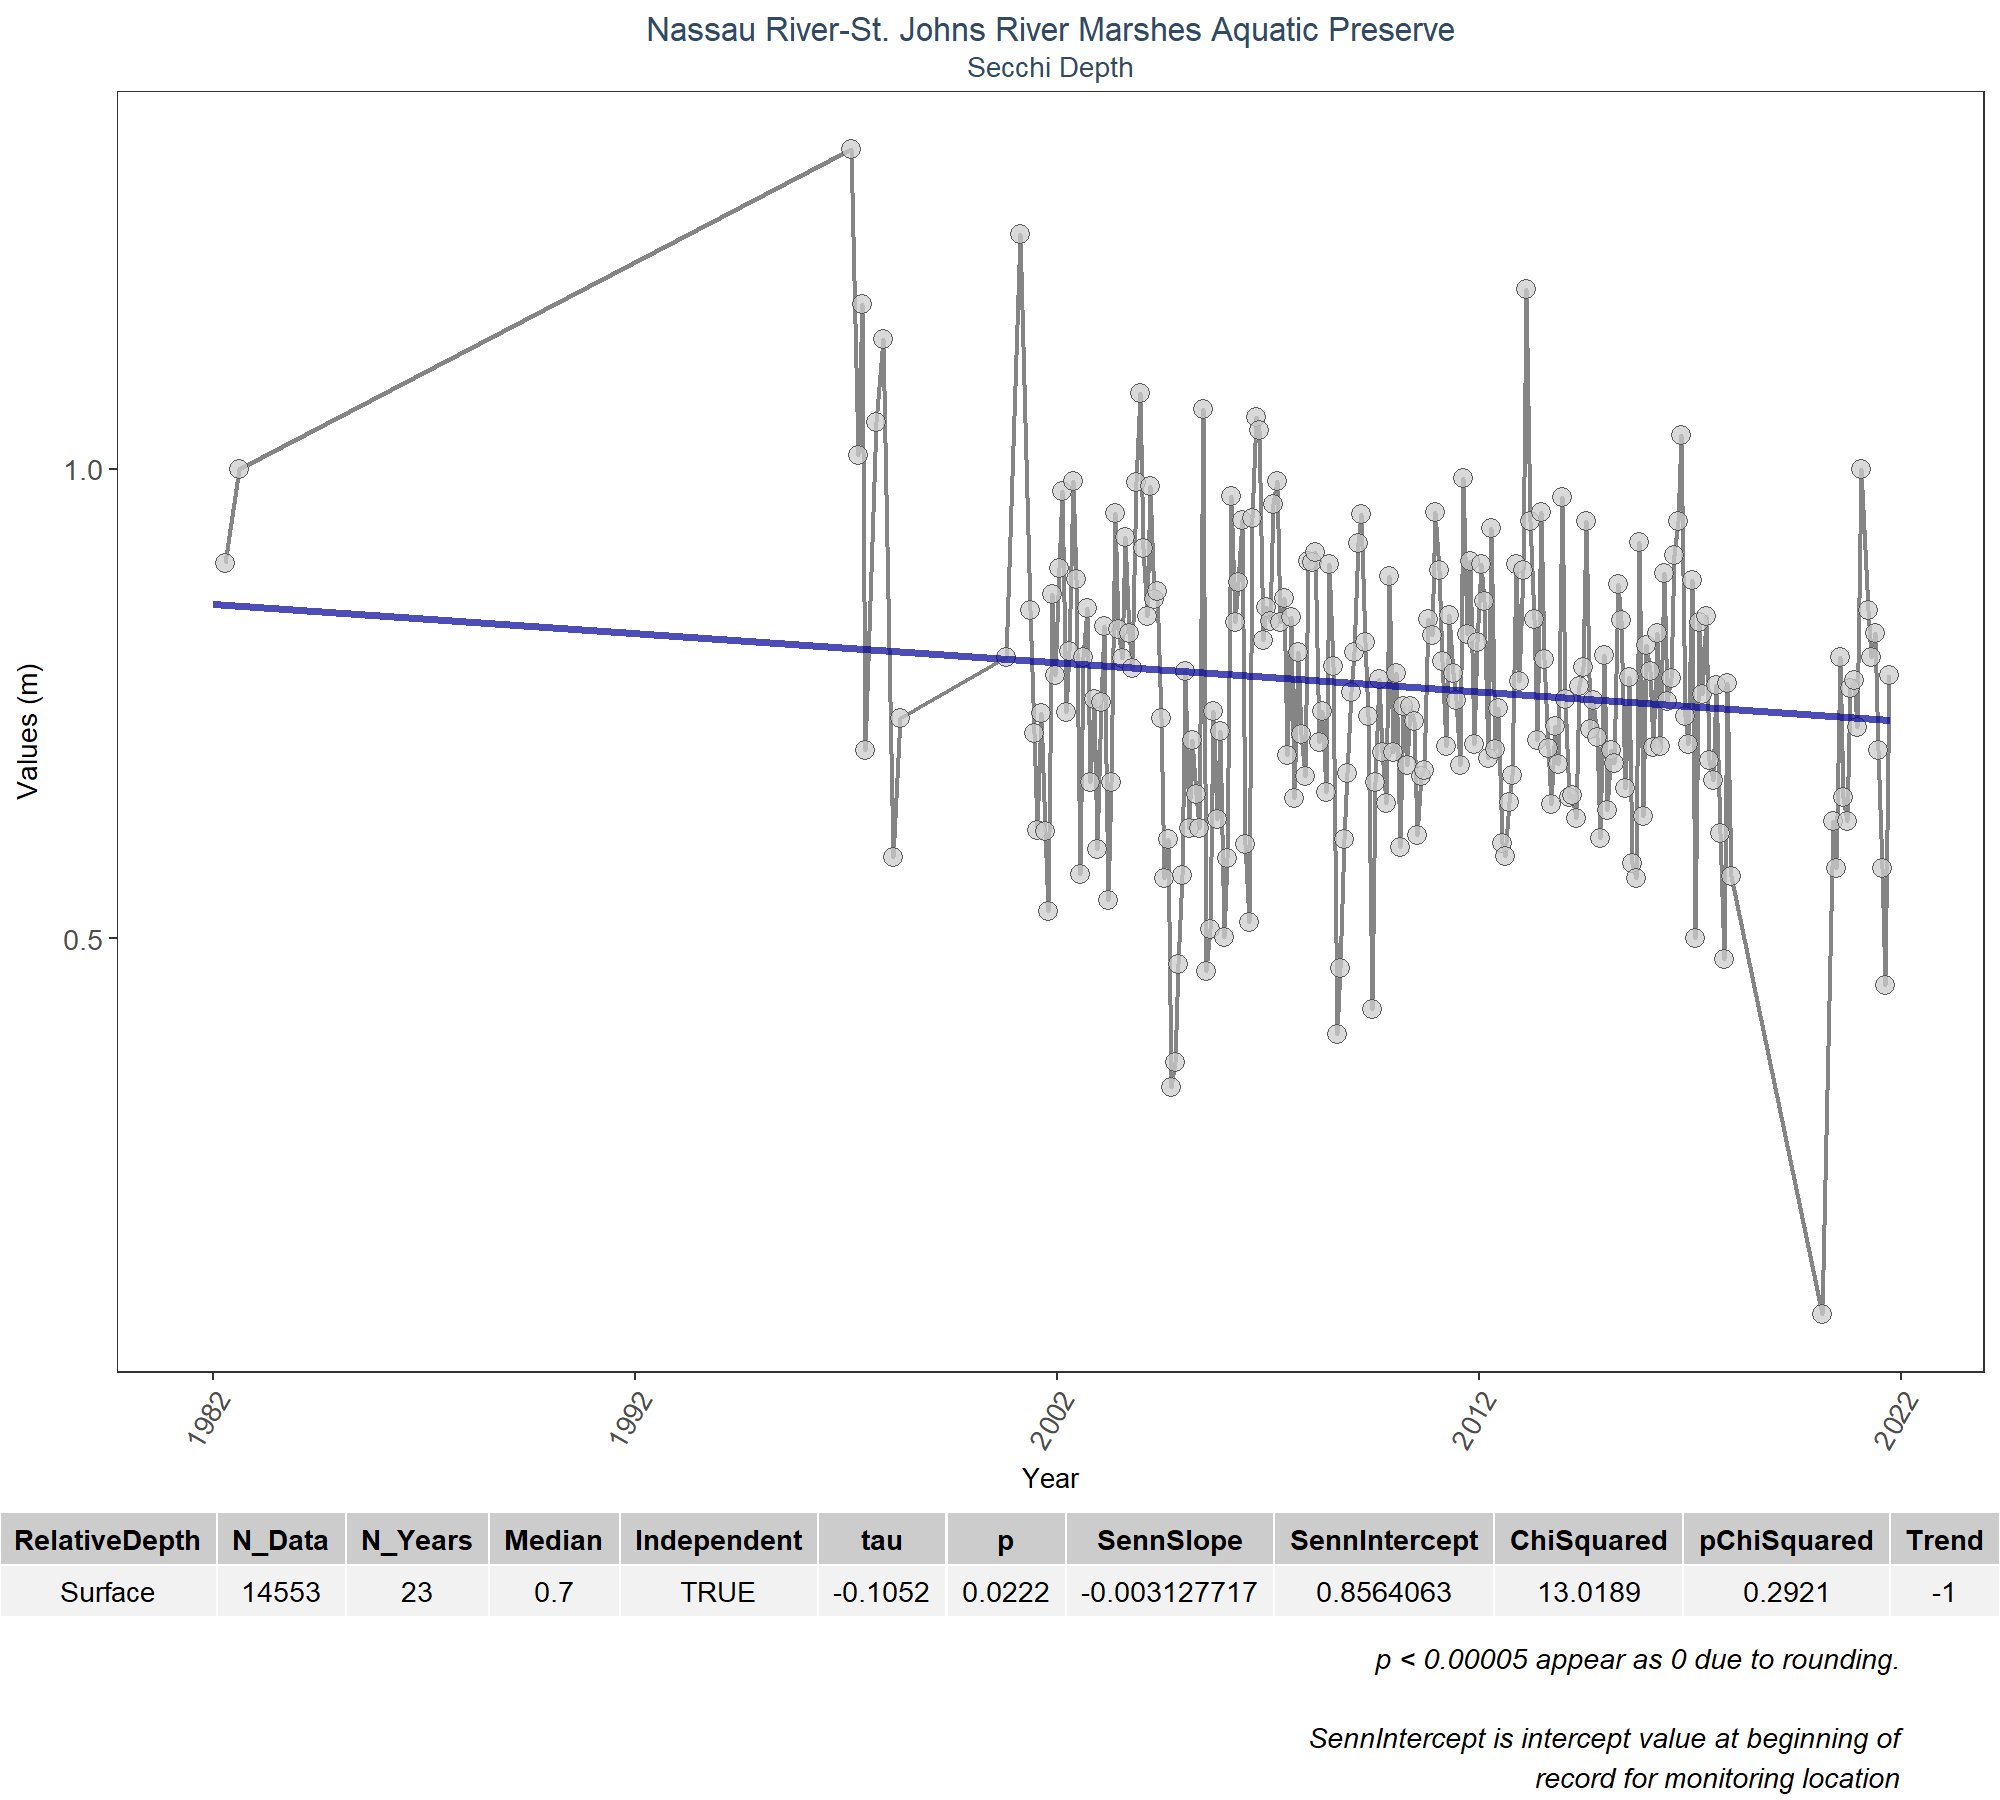 Nassau River-St. Johns River Marshes Aquatic Preserve
Secchi Depth
Values (m)
1.0
0.5
1982
1992
2002
2012
2022
Year
RelativeDepth N_Data N_Years Median Independent tau p SennSlope SennIntercept ChiSquared pChiSquared Trend
Surface 14553 23 0.7 TRUE -0.1052 0.0222 -0.003127717 0.8564063 13.0189 0.2921 -1
p < 0.00005 appear as 0 due to rounding.
SennIntercept is intercept value at beginning of
record for monitoring location